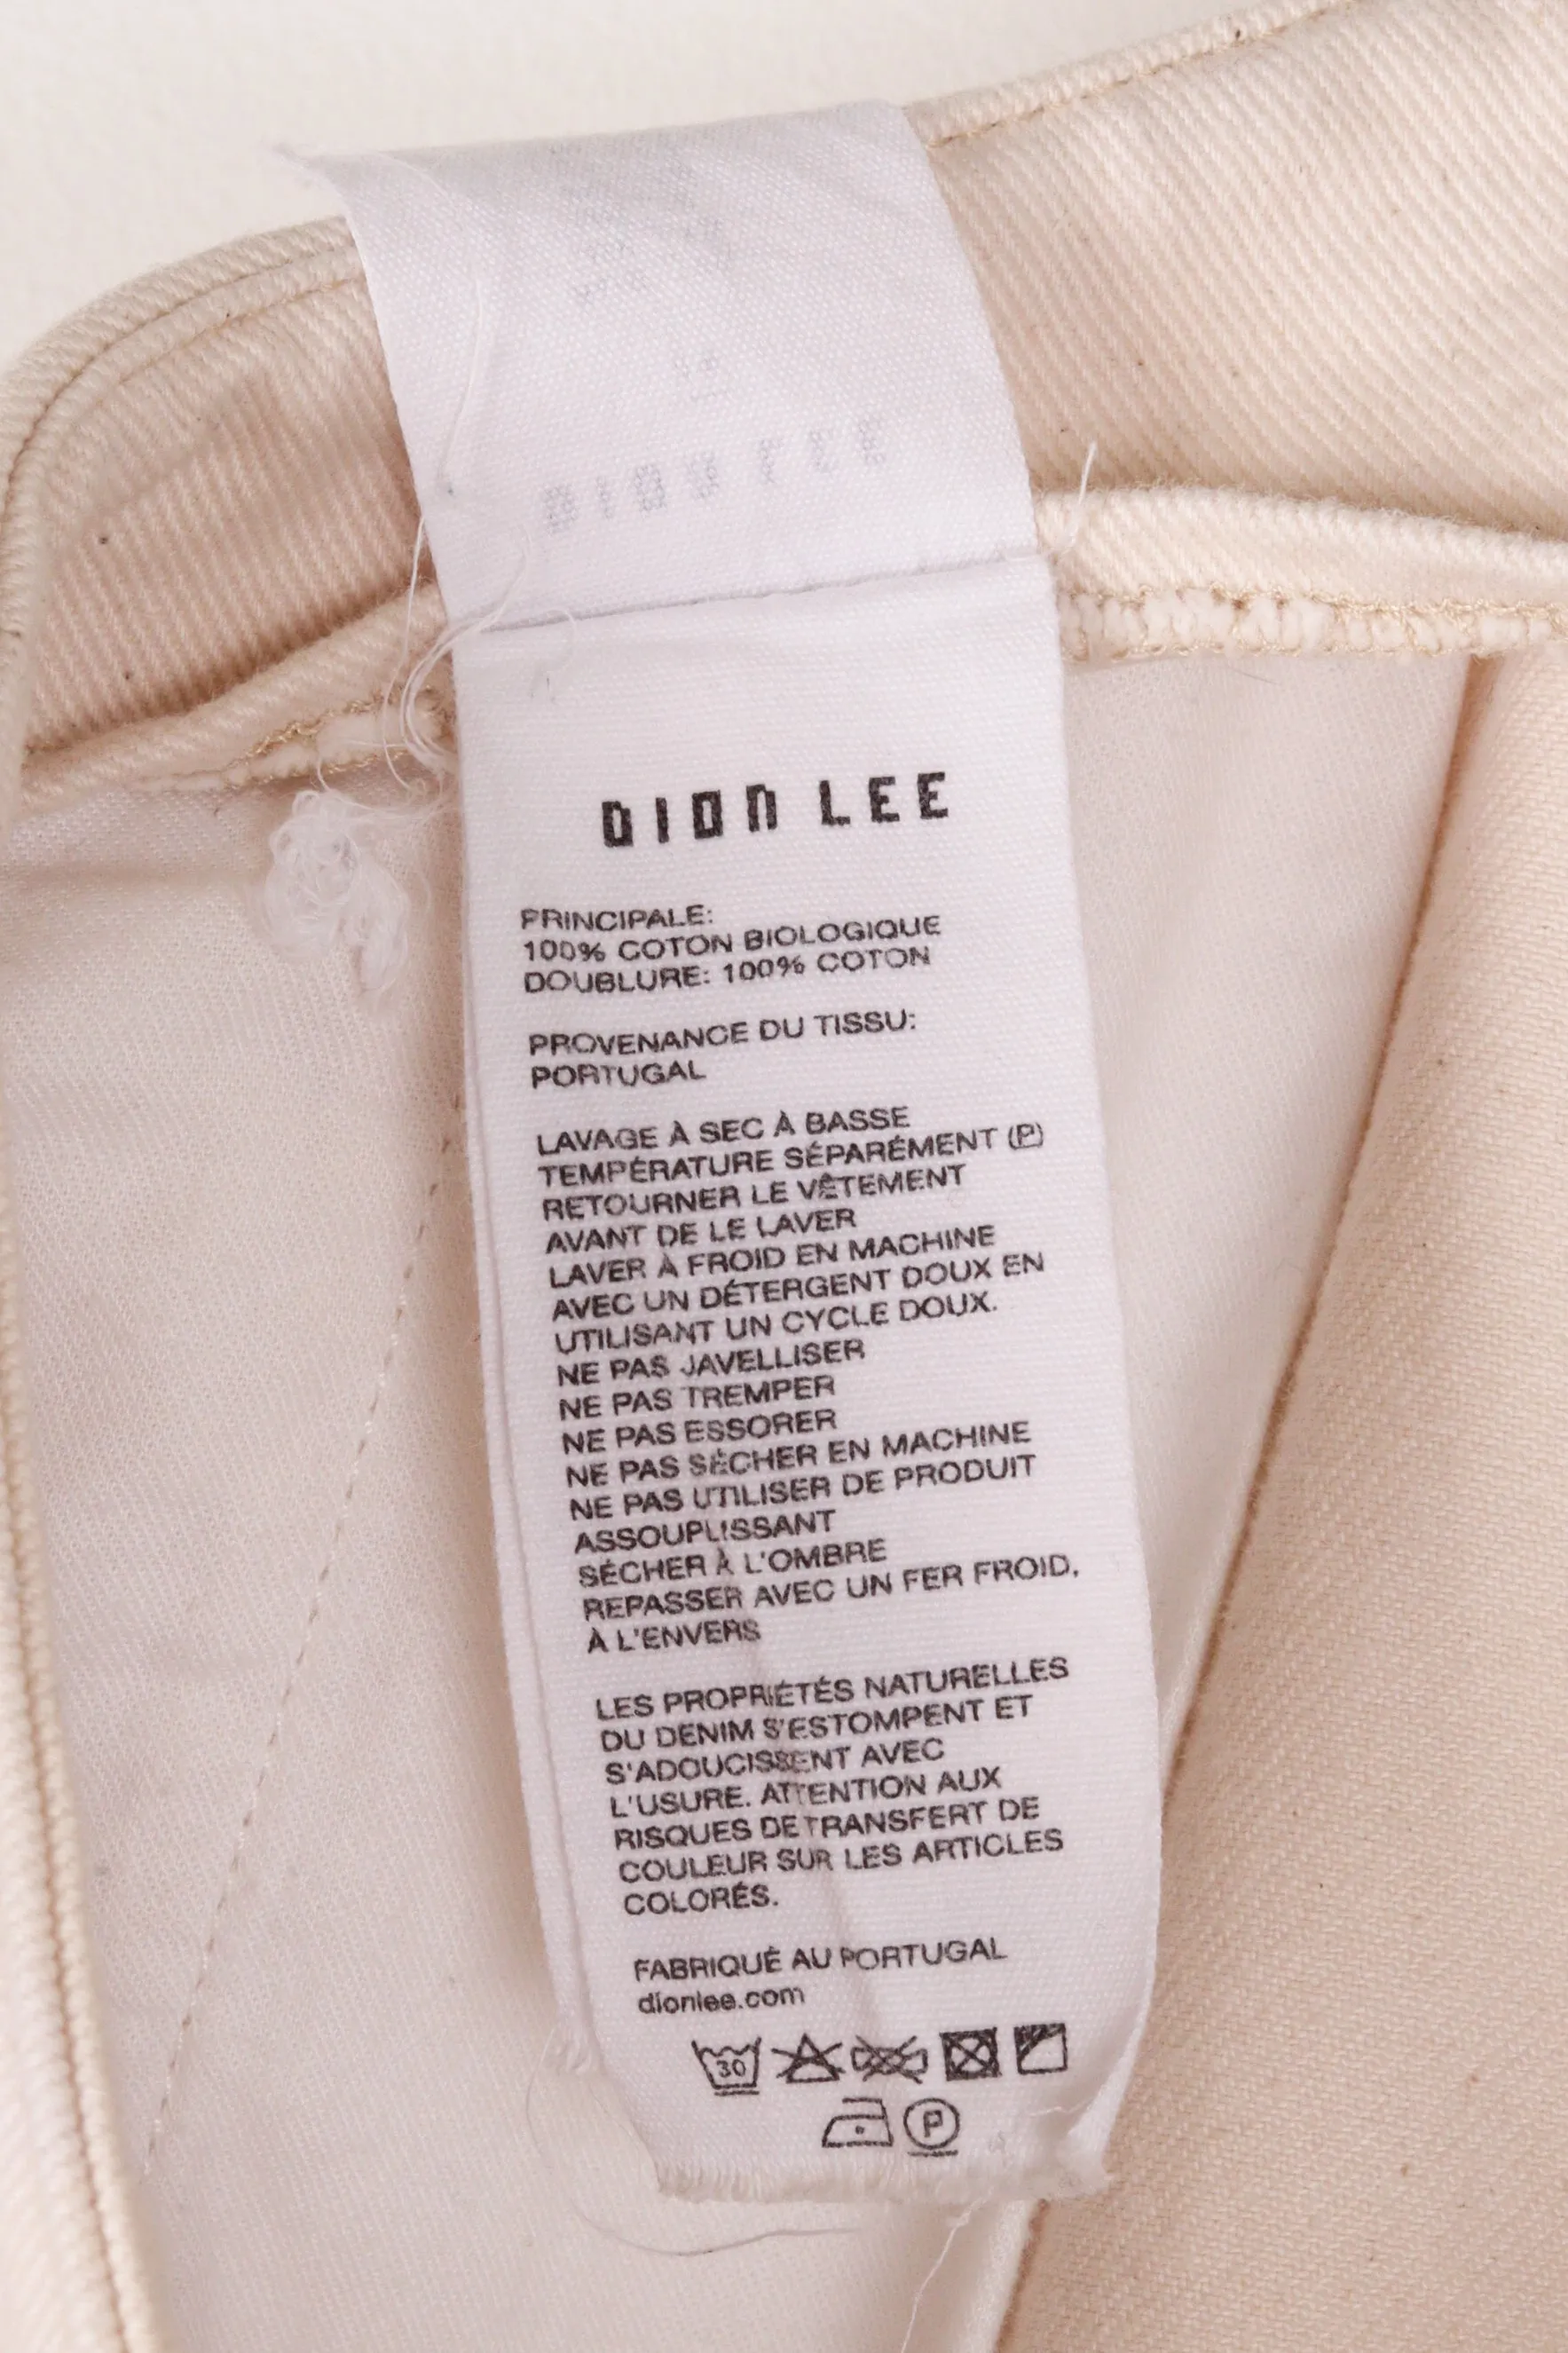 DION LEE
PRINCIPALE:
100% COTON BIOLOGIQUE
DOUBLURE: 100% COTON
PROVENANCE DU TISSU:
PORTUGAL
LAVAGE À SEC À BASSE
TEMPÉRATURE SÉPARÉMENT (P)
RETOURNER LE VÊTEMENT
AVANT DE LE LAVER
LAVER À FROID EN MACHINE
AVEC UN DÉTERGENT DOUX EN
UTILISANT UN CYCLE DOUX.
NE PAS JAVELLISER
NE PAS TREMPER
NE PAS ESSORER
NE PAS SÉCHER EN MACHINE
NE PAS UTILISER DE PRODUIT
ASSOUPLISSANT
SÉCHER À L'OMBRE
REPASSER AVEC UN FER FROID,
À L'ENVERS
LES PROPRIÉTÉS NATURELLES
DU DENIM S'ESTOMPENT ET
S'ADOUCISSENT AVEC
L'USURE. ATTENTION AUX
RISQUES DE TRANSFERT DE
COULEUR SUR LES ARTICLES
COLORÉS.
FABRIQUÉ AU PORTUGAL
dionlee.com
30
P